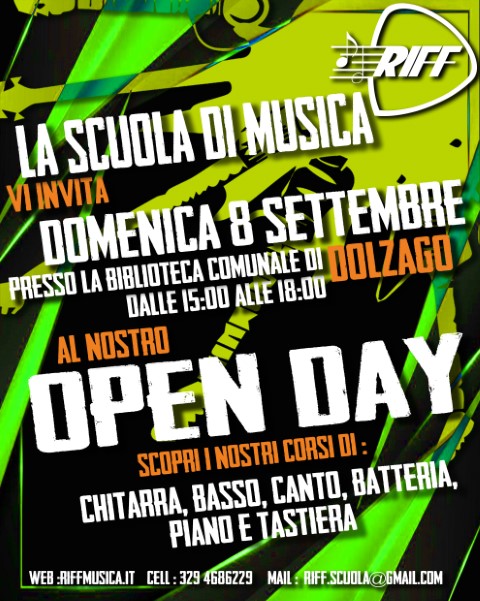 RIFF
LA SCUOLA DI MUSICA
VI INVITA
DOMENICA 8 SETTEMBRE
PRESSO LA BIBLIOTECA COMUNALE DI DOLZAGO
DALLE 15:00 ALLE 18:00
AL NOSTRO
OPEN DAY
SCOPRI I NOSTRI CORSI DI :
CHITARRA, BASSO, CANTO, BATTERIA,
PIANO E TASTIERA
WEB :RIFFMUSICA.IT CELL : 329 4686229 MAIL : RIFF.SCUOLA@GMAIL.COM